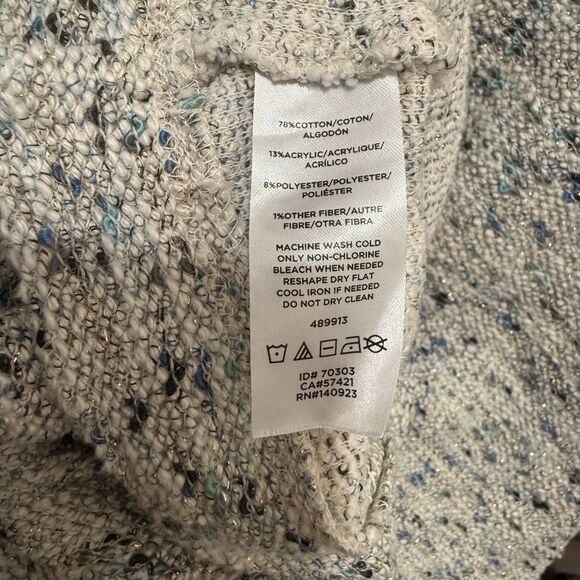 78%COTTON/COTON/
ALGODÓN
13%ACRYLIC/ACRYLIQUE/
ACRÍLICO
8%POLYESTER/POLYESTER/
POLIÉSTER
1%OTHER FIBER/AUTRE
FIBRE/OTRA FIBRA
MACHINE WASH COLD
ONLY NON-CHLORINE
BLEACH WHEN NEEDED
RESHAPE DRY FLAT
COOL IRON IF NEEDED
DO NOT DRY CLEAN
489913
ID# 70303
CA#57421
RN#140923